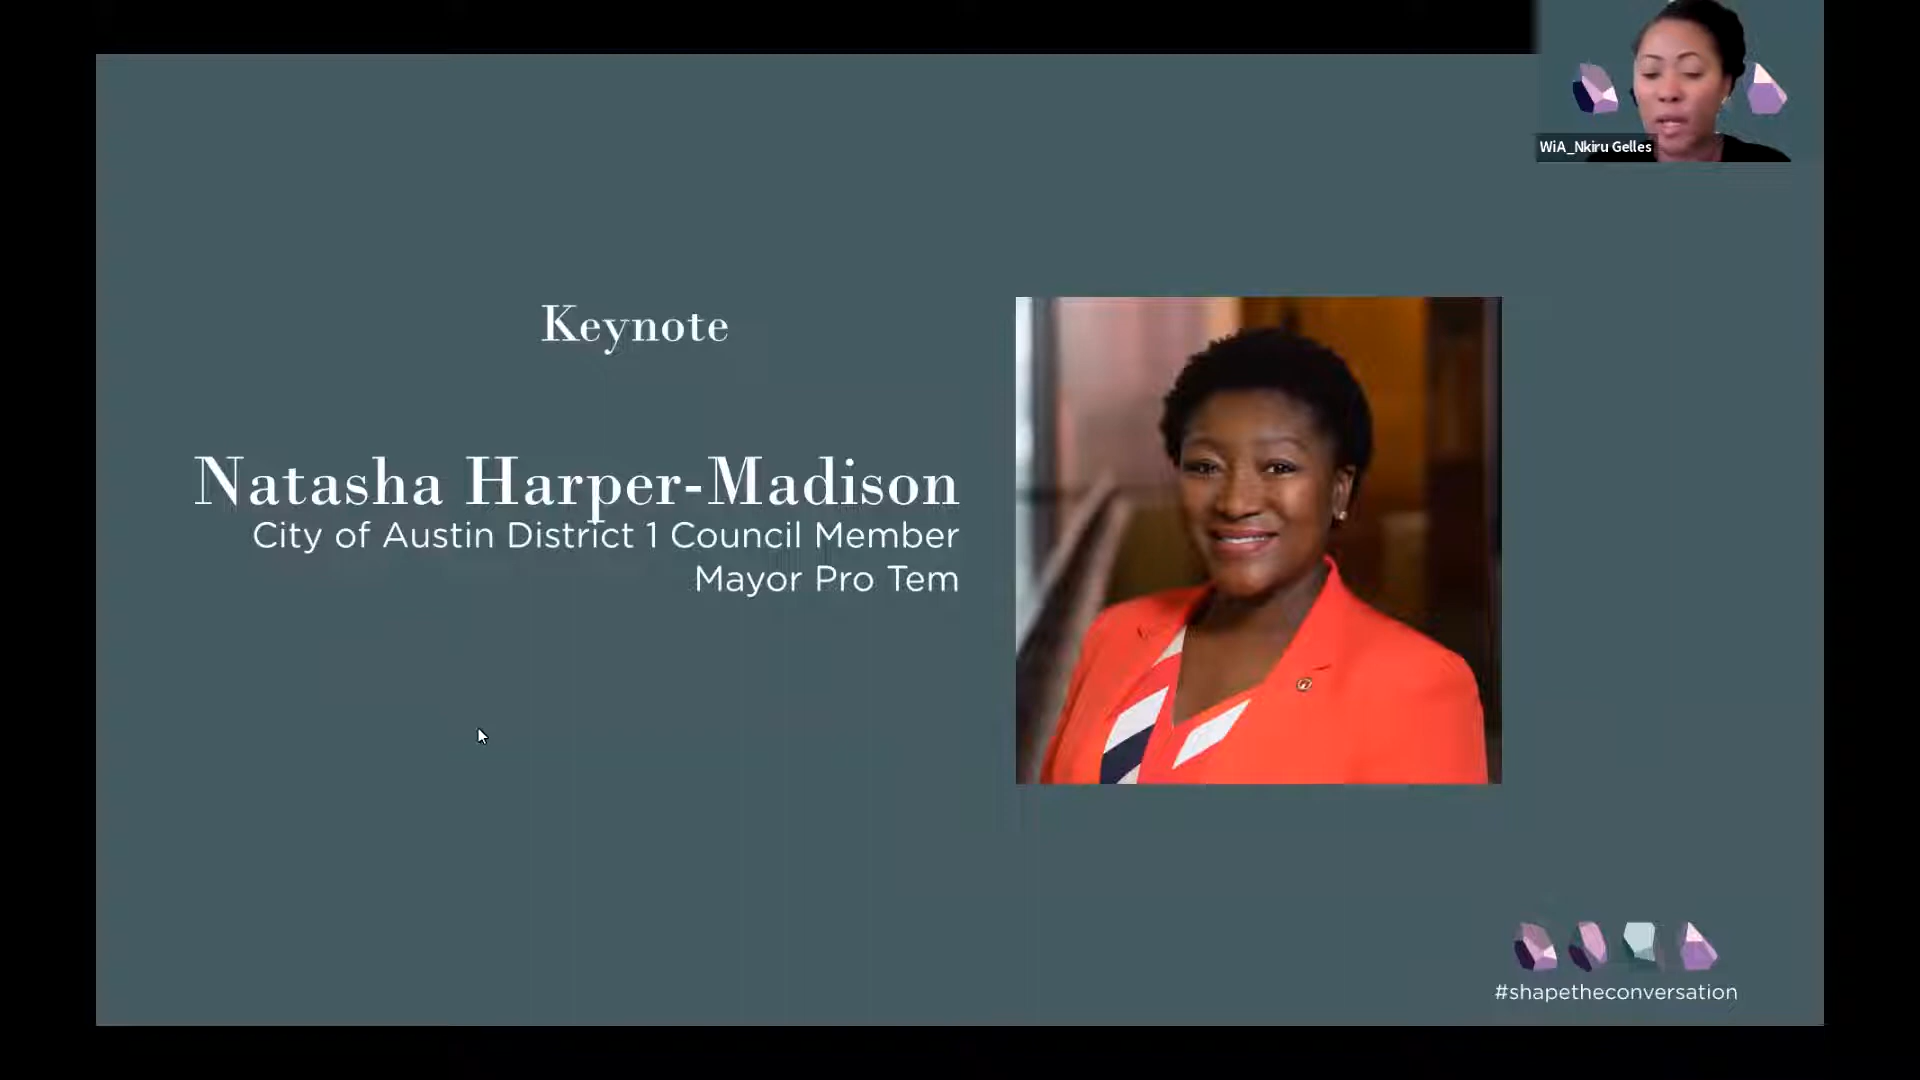 WiA_Nkiru Gelles
Keynote
Natasha Harper-Madison
City of Austin District 1 Council Member
Mayor Pro Tem
#shapetheconversation